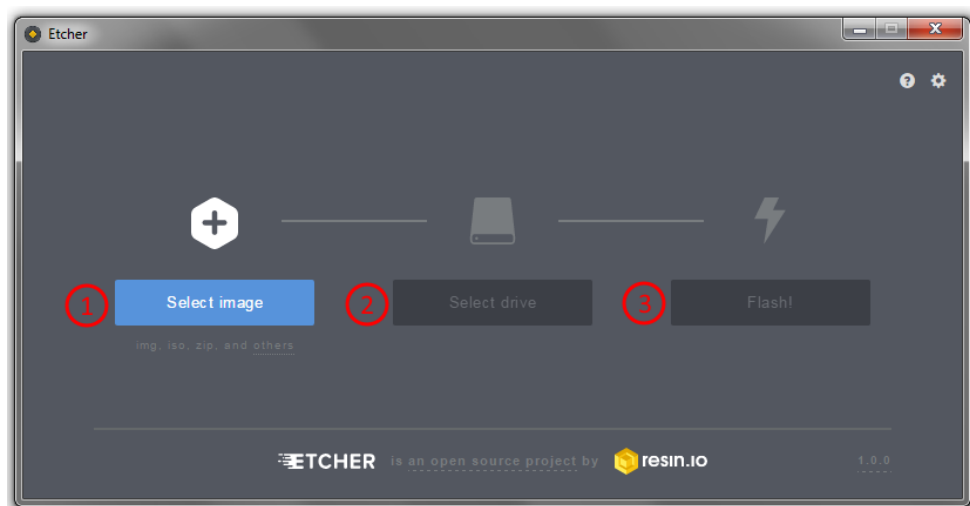 Etcher
1 Select image
2 Select drive
3 Flash!
img, iso, zip, and others
ETCHER is an open source project by resin.io 1.0.0